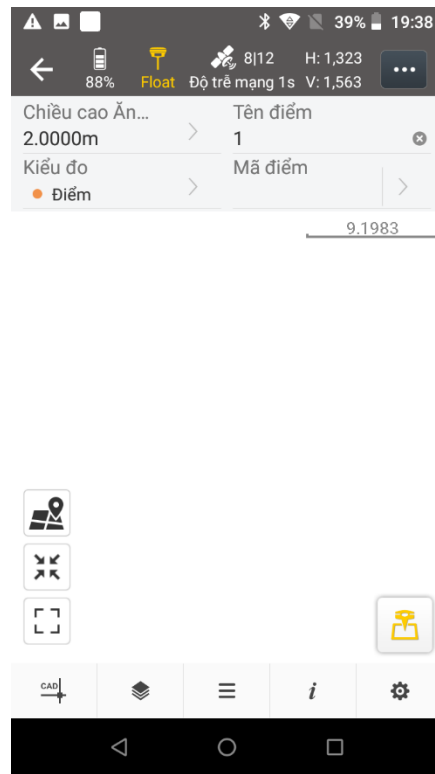 39% 19:38
8|12 H: 1,323
88% Float Độ trễ mạng 1s V: 1,563
Chiều cao Ăn... Tên điểm
2.0000m 1
Kiểu đo Mã điểm
Điểm
9.1983
CAD
i